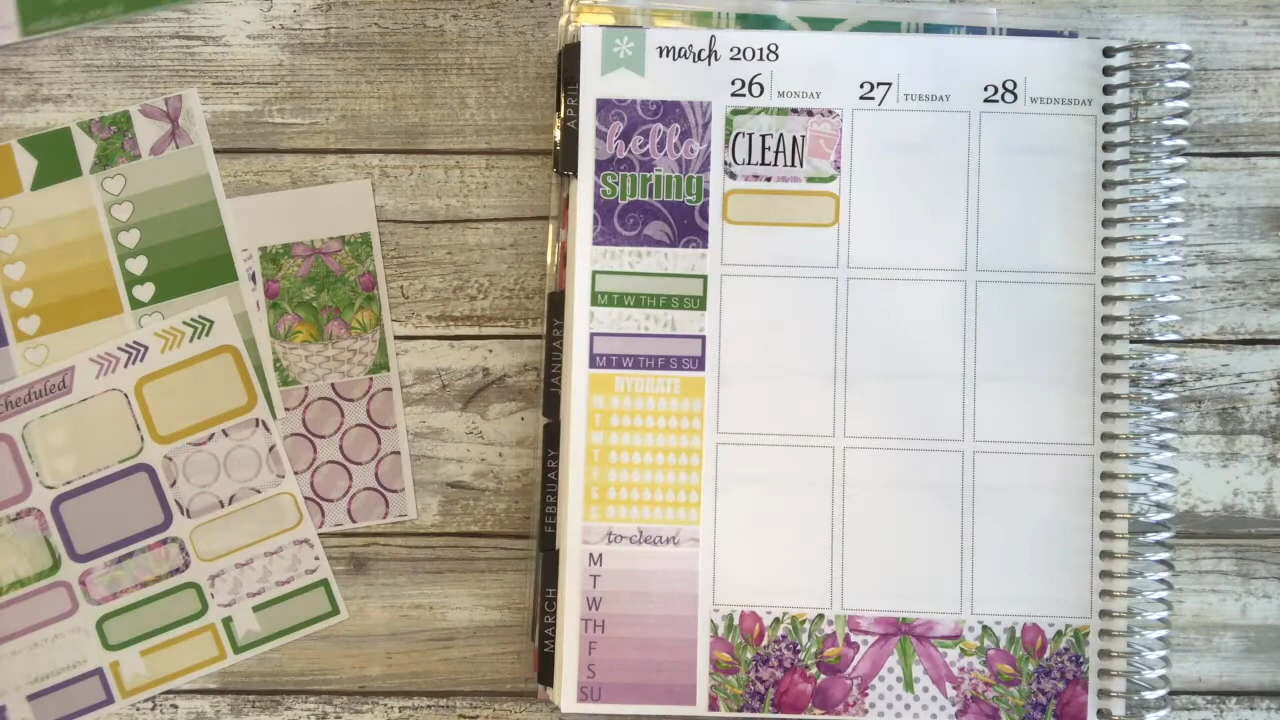 march 2018
26 MONDAY
27 TUESDAY
28 WEDNESDAY
hello
spring
CLEAN
M T W TH F S SU
M T W TH F S SU
HYDRATE
M
T
W
T
F
S
S
to clean
M
T
W
TH
F
S
SU
APRIL
JANUARY
FEBRUARY
MARCH
cheduled